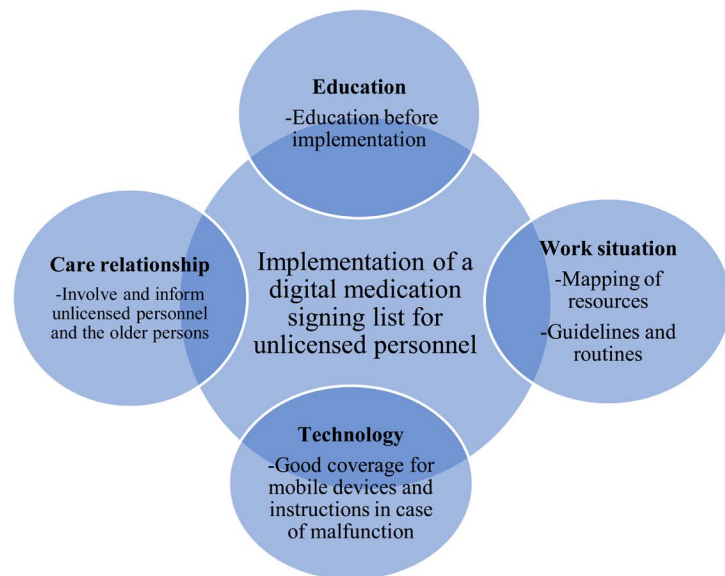 Education
-Education before
implementation
Care relationship
-Involve and inform
unlicensed personnel
and the older persons
Implementation of a
digital medication
signing list for
unlicensed personnel
Work situation
-Mapping of
resources
-Guidelines and
routines
Technology
-Good coverage for
mobile devices and
instructions in case
of malfunction